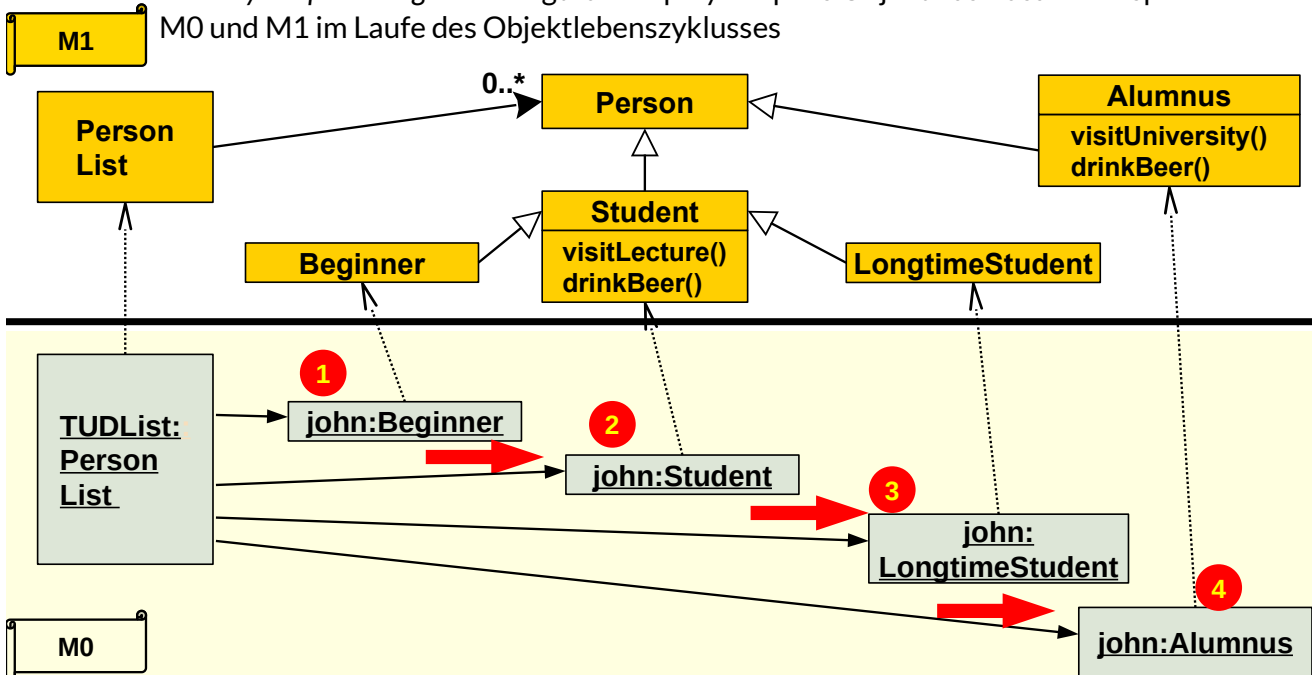 M0 und M1 im Laufe des Objektlebenszyklusses
M1
0..*
Person
List
Person
Alumnus
visitUniversity()
drinkBeer()
Student
visitLecture()
drinkBeer()
Beginner
LongtimeStudent
1
john:Beginner
TUDList:
Person
List
2
john:Student
3
john:
LongtimeStudent
4
john:Alumnus
M0